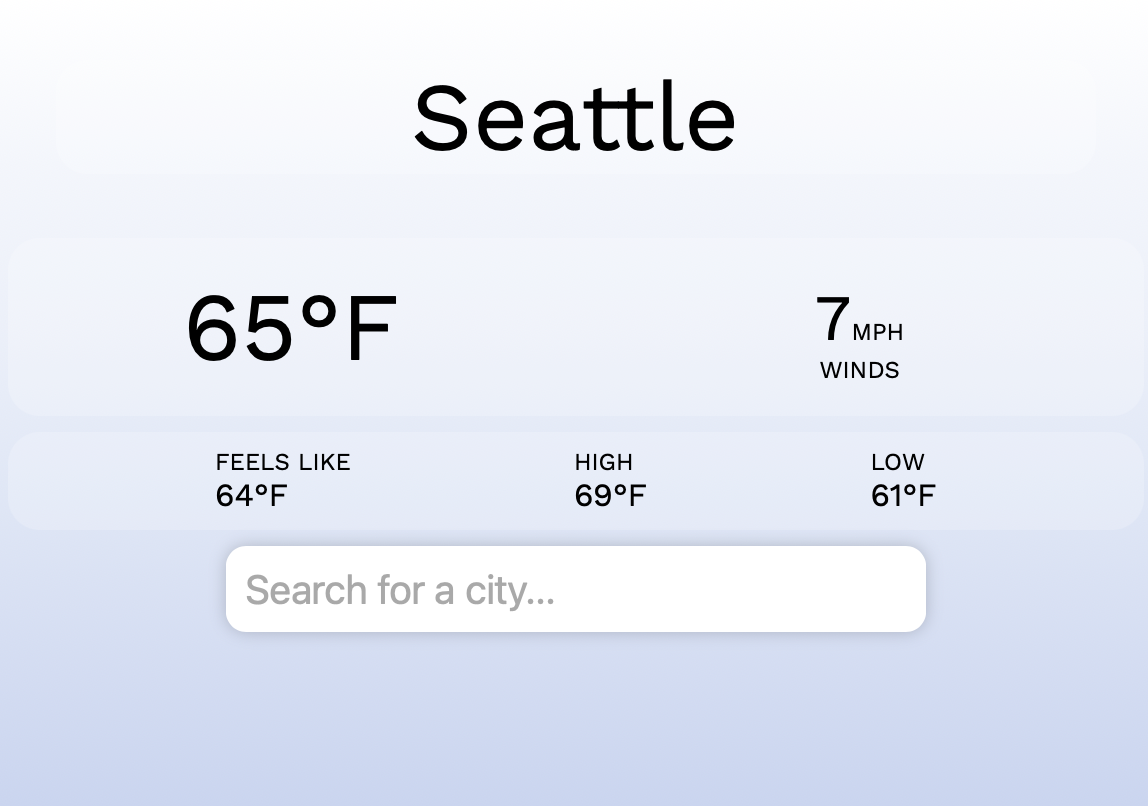 Seattle
65°F
7 MPH
WINDS
FEELS LIKE
64°F
HIGH
69°F
LOW
61°F
Search for a city...